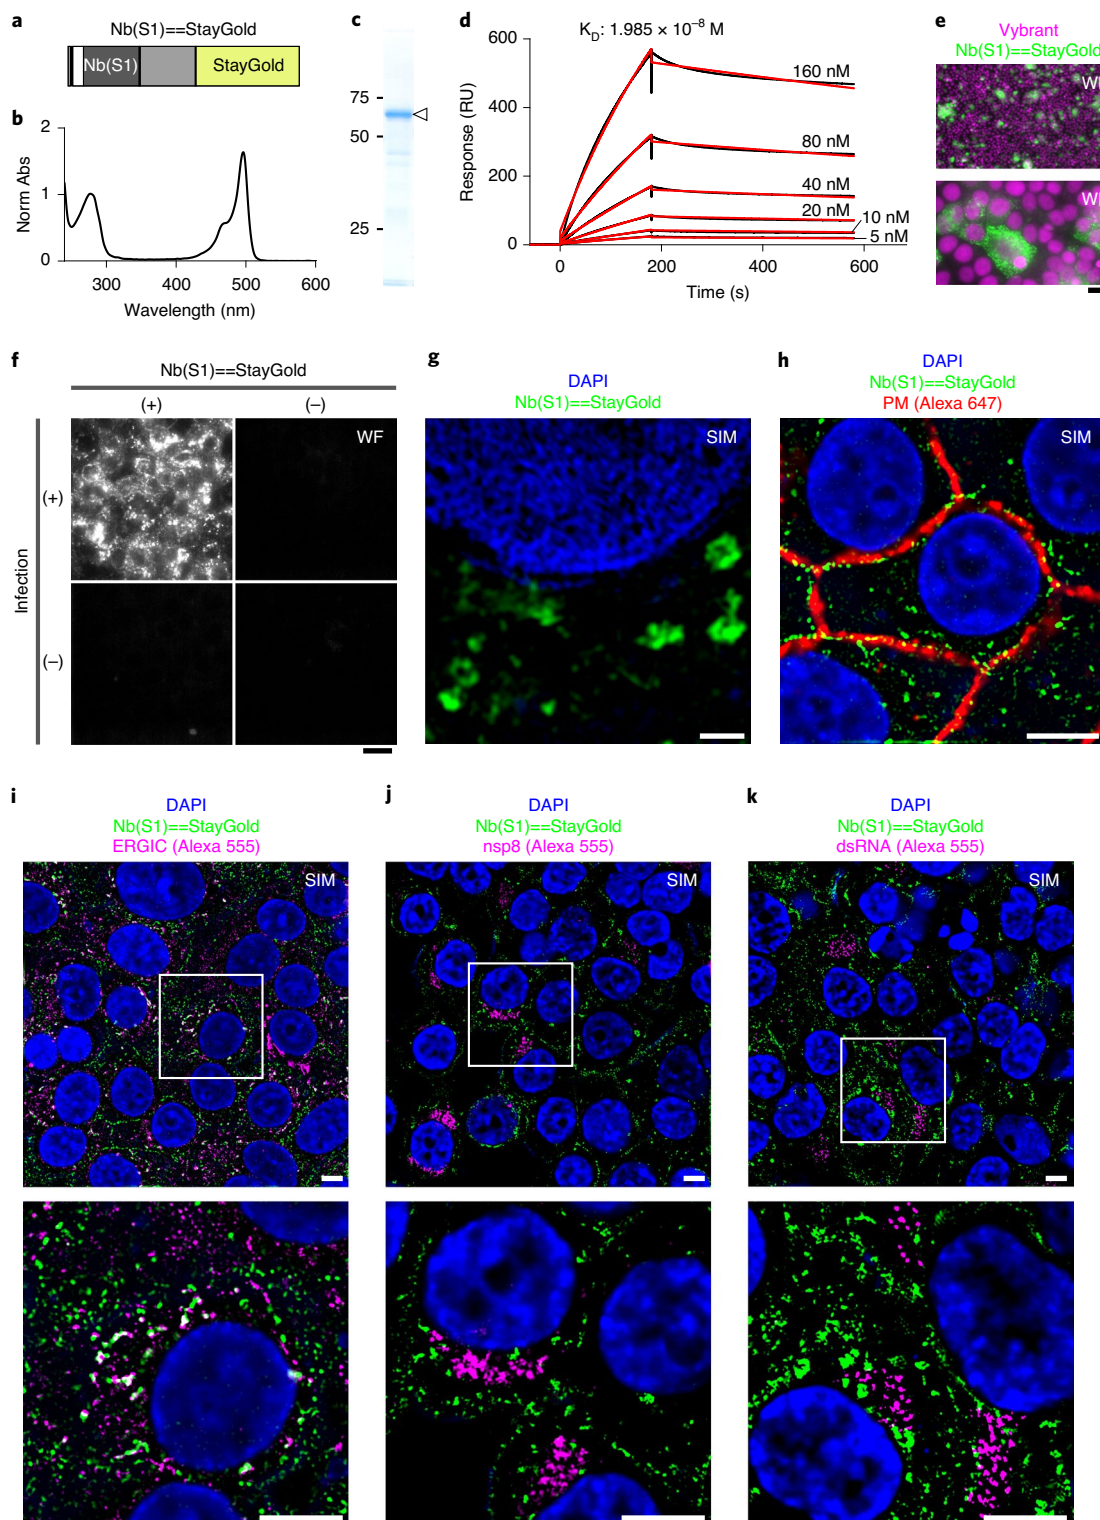 a
Nb(S1)==StayGold
Nb(S1)
StayGold
b
2
1
0
Norm Abs
300
400
500
600
Wavelength (nm)
c
75
50
25
d
K_D: 1.985 × 10⁻⁸ M
600
400
200
0
Response (RU)
160 nM
80 nM
40 nM
20 nM
10 nM
5 nM
0
200
400
600
Time (s)
e
Vybrant
Nb(S1)==StayGold
f
Nb(S1)==StayGold
(+)
(–)
WF
Infection
(+)
(–)
g
DAPI
Nb(S1)==StayGold
SIM
h
DAPI
Nb(S1)==StayGold
PM (Alexa 647)
SIM
i
DAPI
Nb(S1)==StayGold
ERGIC (Alexa 555)
SIM
j
DAPI
Nb(S1)==StayGold
nsp8 (Alexa 555)
SIM
k
DAPI
Nb(S1)==StayGold
dsRNA (Alexa 555)
SIM